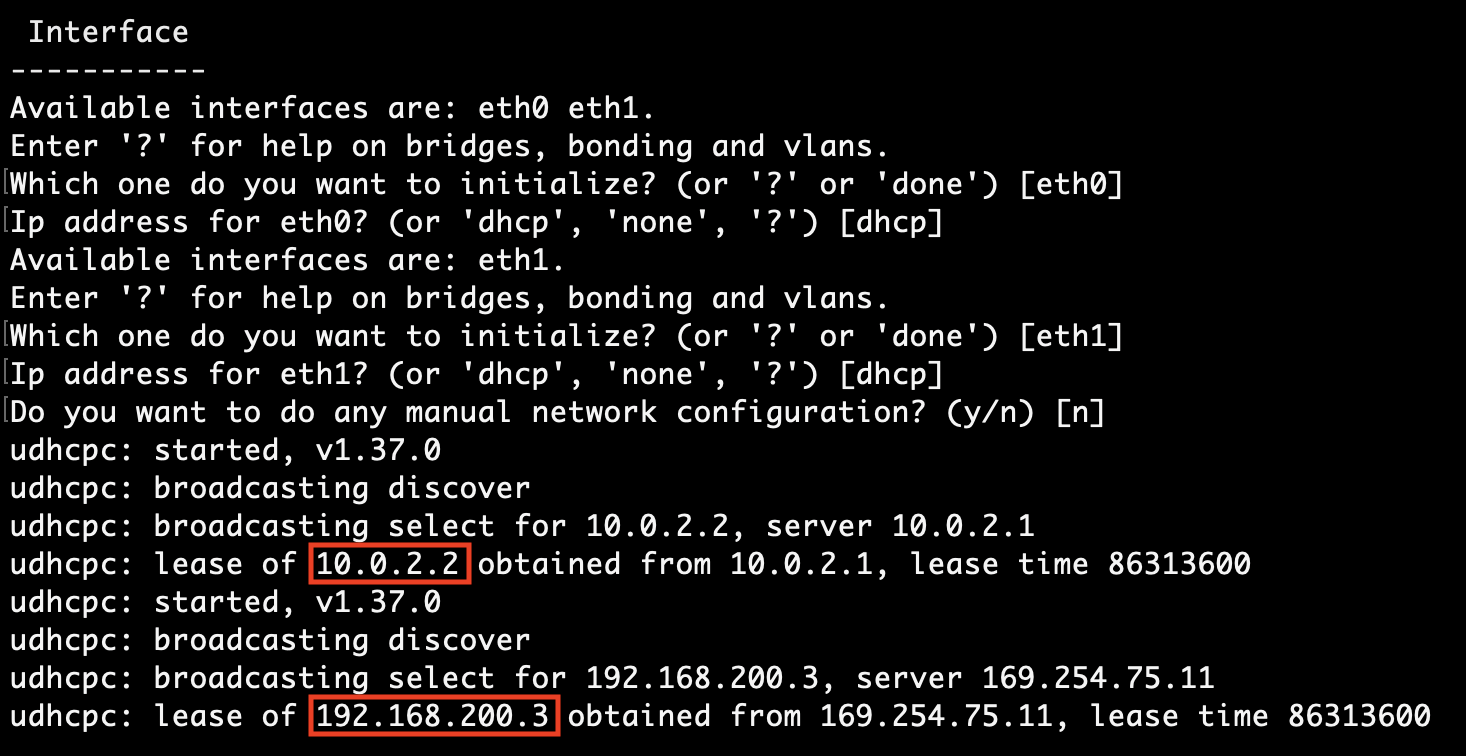 Interface
-----------
Available interfaces are: eth0 eth1.
Enter '?' for help on bridges, bonding and vlans.
[Which one do you want to initialize? (or '?' or 'done') [eth0]
[Ip address for eth0? (or 'dhcp', 'none', '?') [dhcp]
Available interfaces are: eth1.
Enter '?' for help on bridges, bonding and vlans.
[Which one do you want to initialize? (or '?' or 'done') [eth1]
[Ip address for eth1? (or 'dhcp', 'none', '?') [dhcp]
[Do you want to do any manual network configuration? (y/n) [n]
udhcpc: started, v1.37.0
udhcpc: broadcasting discover
udhcpc: broadcasting select for 10.0.2.2, server 10.0.2.1
udhcpc: lease of 10.0.2.2 obtained from 10.0.2.1, lease time 86313600
udhcpc: started, v1.37.0
udhcpc: broadcasting discover
udhcpc: broadcasting select for 192.168.200.3, server 169.254.75.11
udhcpc: lease of 192.168.200.3 obtained from 169.254.75.11, lease time 86313600